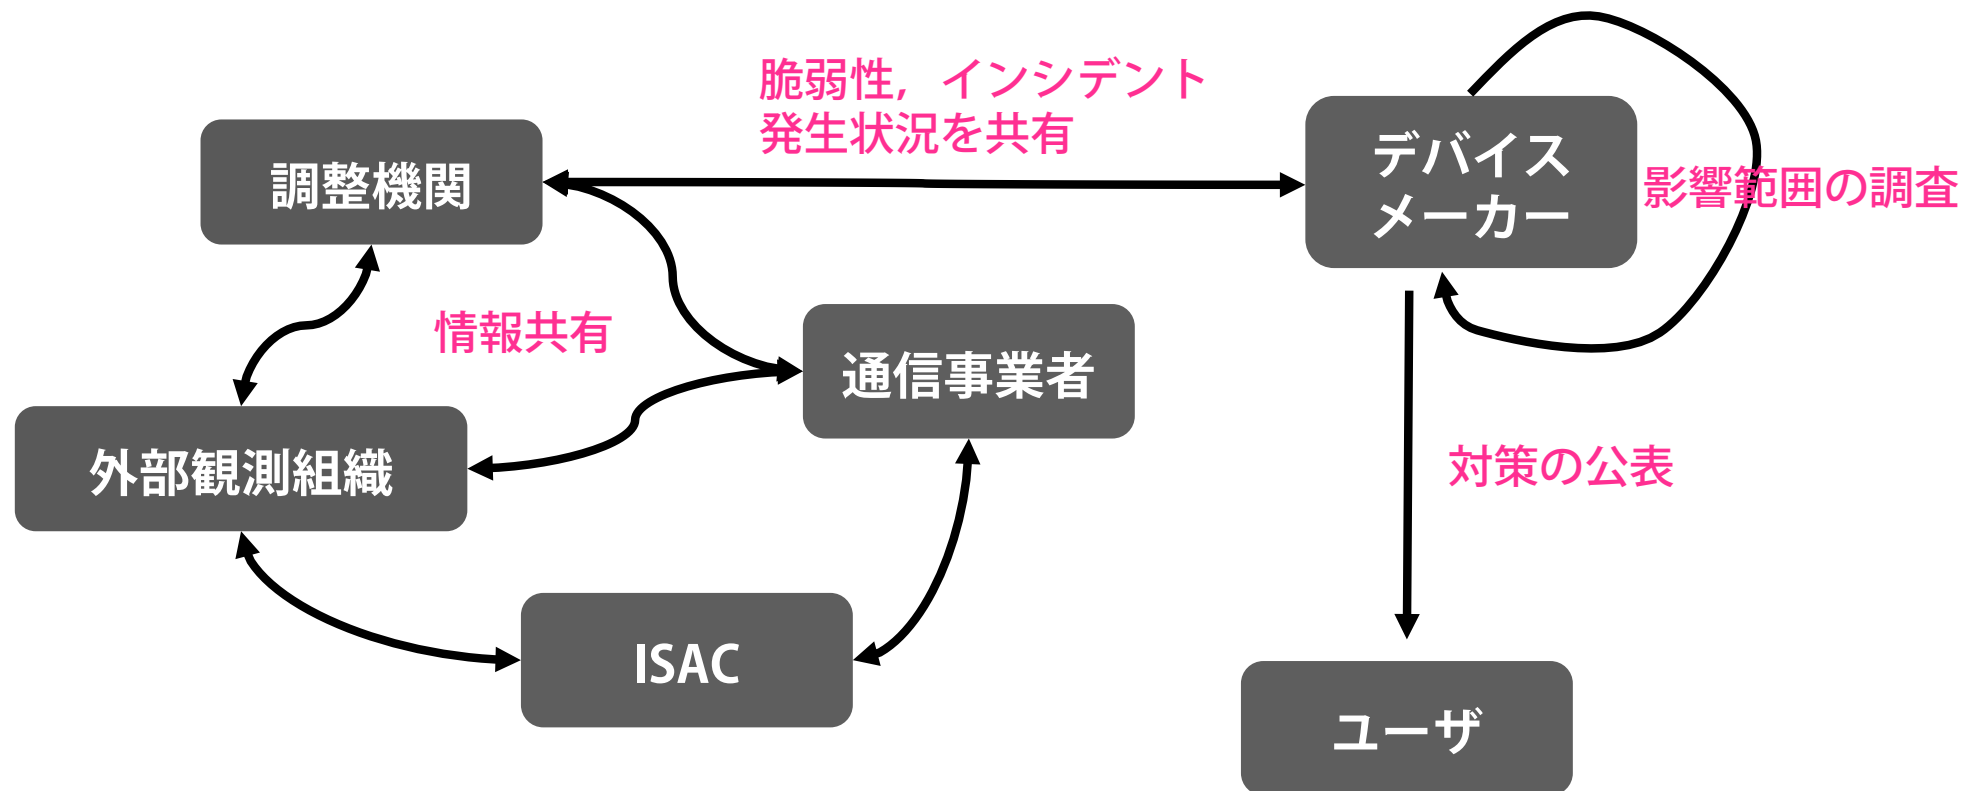 脆弱性，インシデント
発生状況を共有
調整機関
デバイス
メーカー
影響範囲の調査
情報共有
通信事業者
外部観測組織
対策の公表
ISAC
ユーザ